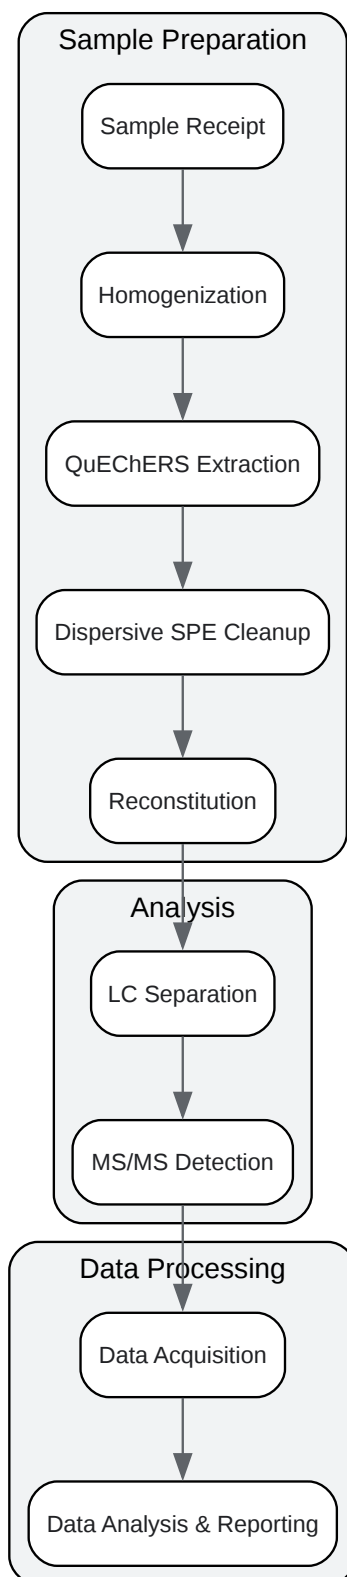 Sample Preparation
Sample Receipt
Homogenization
QuEChERS Extraction
Dispersive SPE Cleanup
Reconstitution
Analysis
LC Separation
MS/MS Detection
Data Processing
Data Acquisition
Data Analysis & Reporting